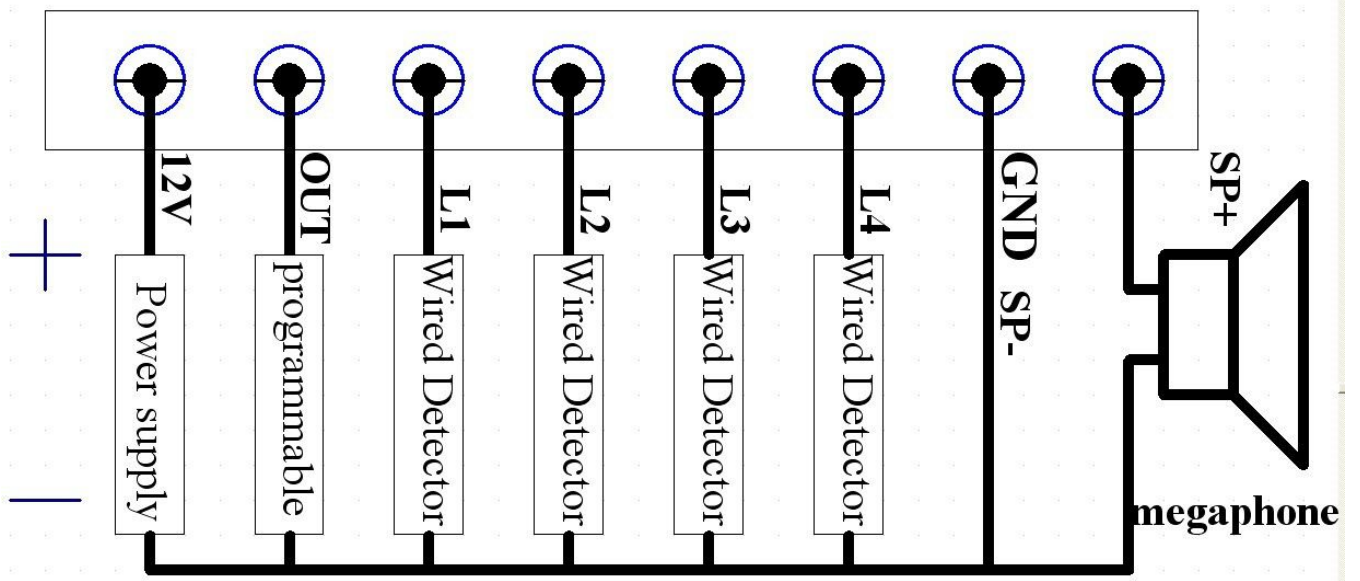 12V
OUT
L1
L2
L3
L4
GND SP-
SP+
Power supply
programmable
Wired Detector
Wired Detector
Wired Detector
Wired Detector
megaphone